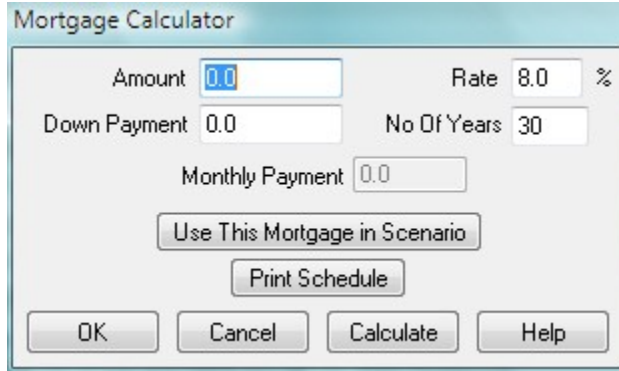 Mortgage Calculator
Amount 0.0 Rate 8.0 %
Down Payment 0.0 No Of Years 30
Monthly Payment 0.0
Use This Mortgage in Scenario
Print Schedule
OK Cancel Calculate Help